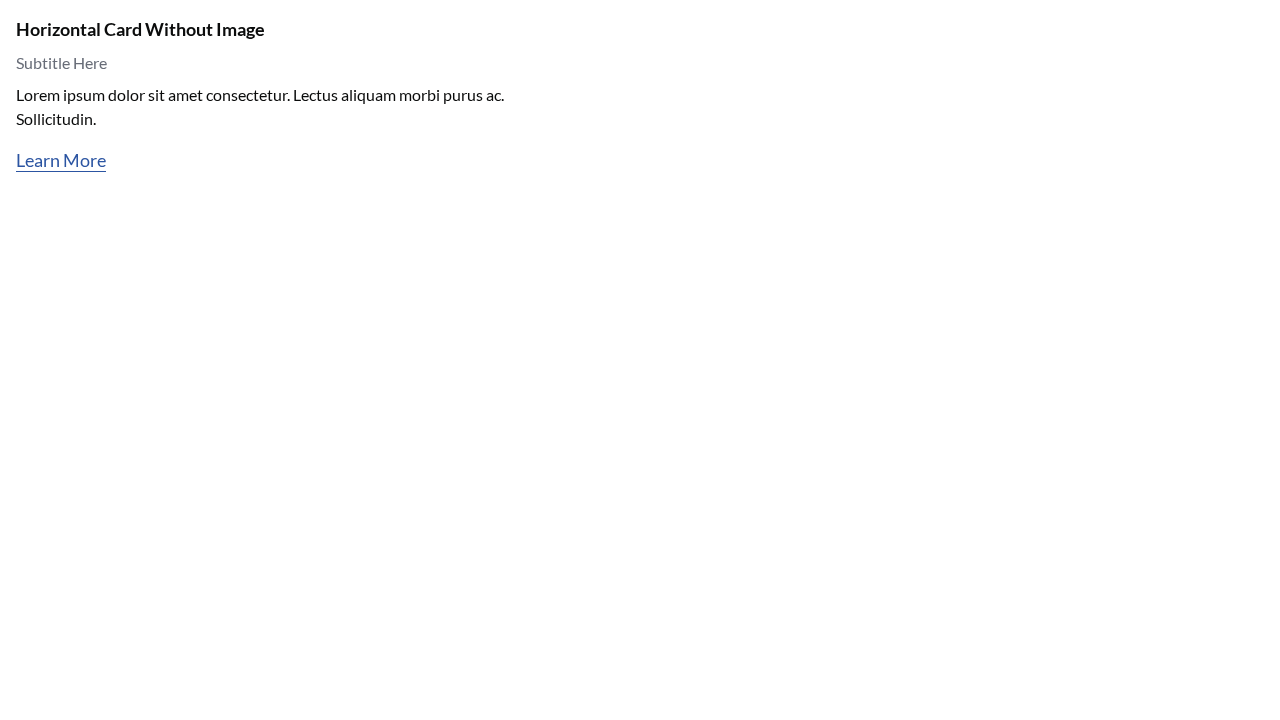 Horizontal Card Without Image
Subtitle Here
Lorem ipsum dolor sit amet consectetur. Lectus aliquam morbi purus ac.
Sollicitudin.
Learn More